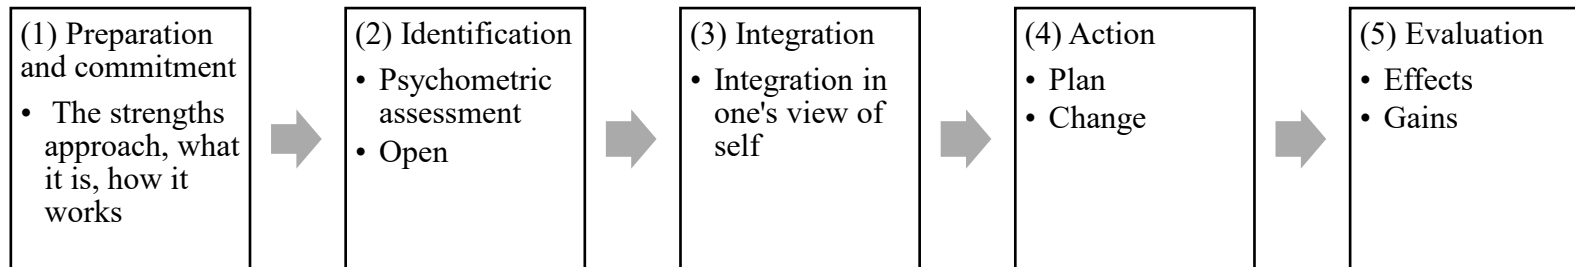 (1) Preparation
and commitment
• The strengths
approach, what
it is, how it
works
(2) Identification
• Psychometric
assessment
• Open
(3) Integration
• Integration in
one's view of
self
(4) Action
• Plan
• Change
(5) Evaluation
• Effects
• Gains